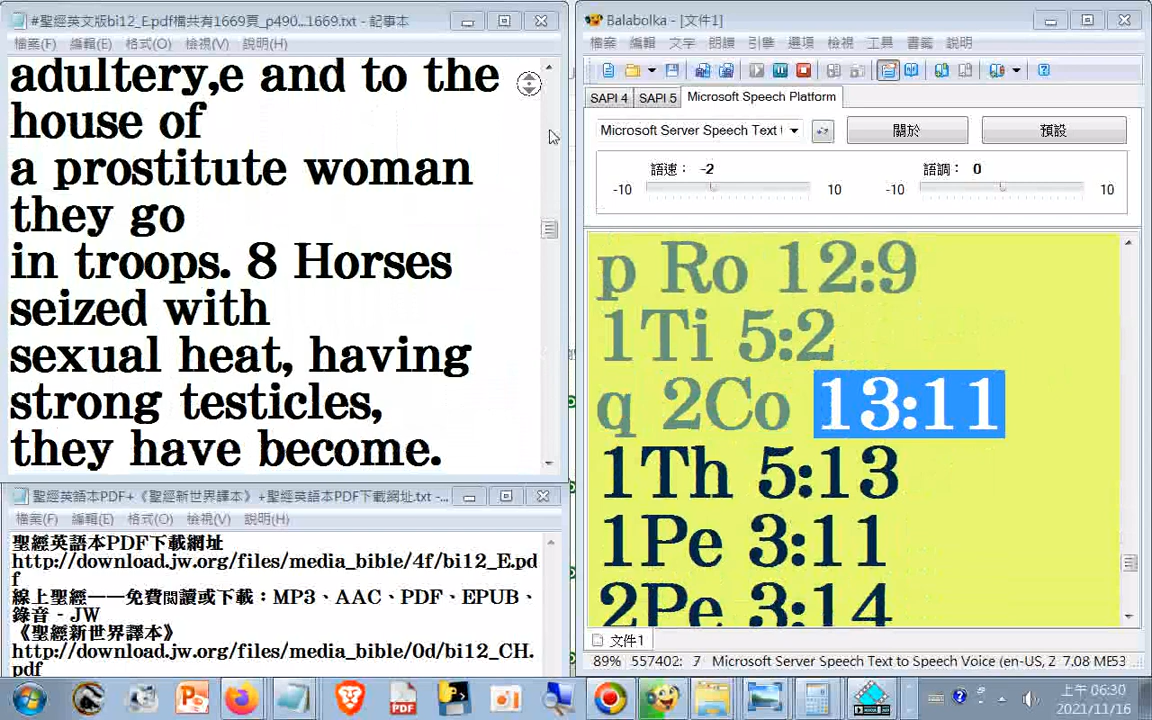 #聖經英文版bi12_E.pdf檔共有1669頁_p490...1669.txt - 記事本
檔案(F) 編輯(E) 格式(O) 檢視(V) 說明(H)
adultery,e and to the
house of
a prostitute woman
they go
in troops. 8 Horses
seized with
sexual heat, having
strong testicles,
they have become.
聖經英語本PDF+《聖經新世界譯本》+聖經英語本PDF下載網址.txt -...
檔案(F) 編輯(E) 格式(O) 檢視(V) 說明(H)
聖經英語本PDF下載網址
http://download.jw.org/files/media_bible/4f/bi12_E.pd
f
線上聖經——免費閱讀或下載：MP3、AAC、PDF、EPUB、
錄音 - JW
《聖經新世界譯本》
http://download.jw.org/files/media_bible/0d/bi12_CH.
pdf
Balabolka - [文件1]
檔案 編輯 文字 朗讀 引擎 選項 檢視 工具 書籤 說明
SAPI 4 SAPI 5 Microsoft Speech Platform
Microsoft Server Speech Text 關於 預設
語速： -2 語調： 0
-10 10 -10 10
p Ro 12:9
1Ti 5:2
q 2Co 13:11
1Th 5:13
1Pe 3:11
2Pe 3:14
文件1
89% 557402: 7 Microsoft Server Speech Text to Speech Voice (en-US, Z 7.08 ME53
PDF
上午 06:30
2021/11/16